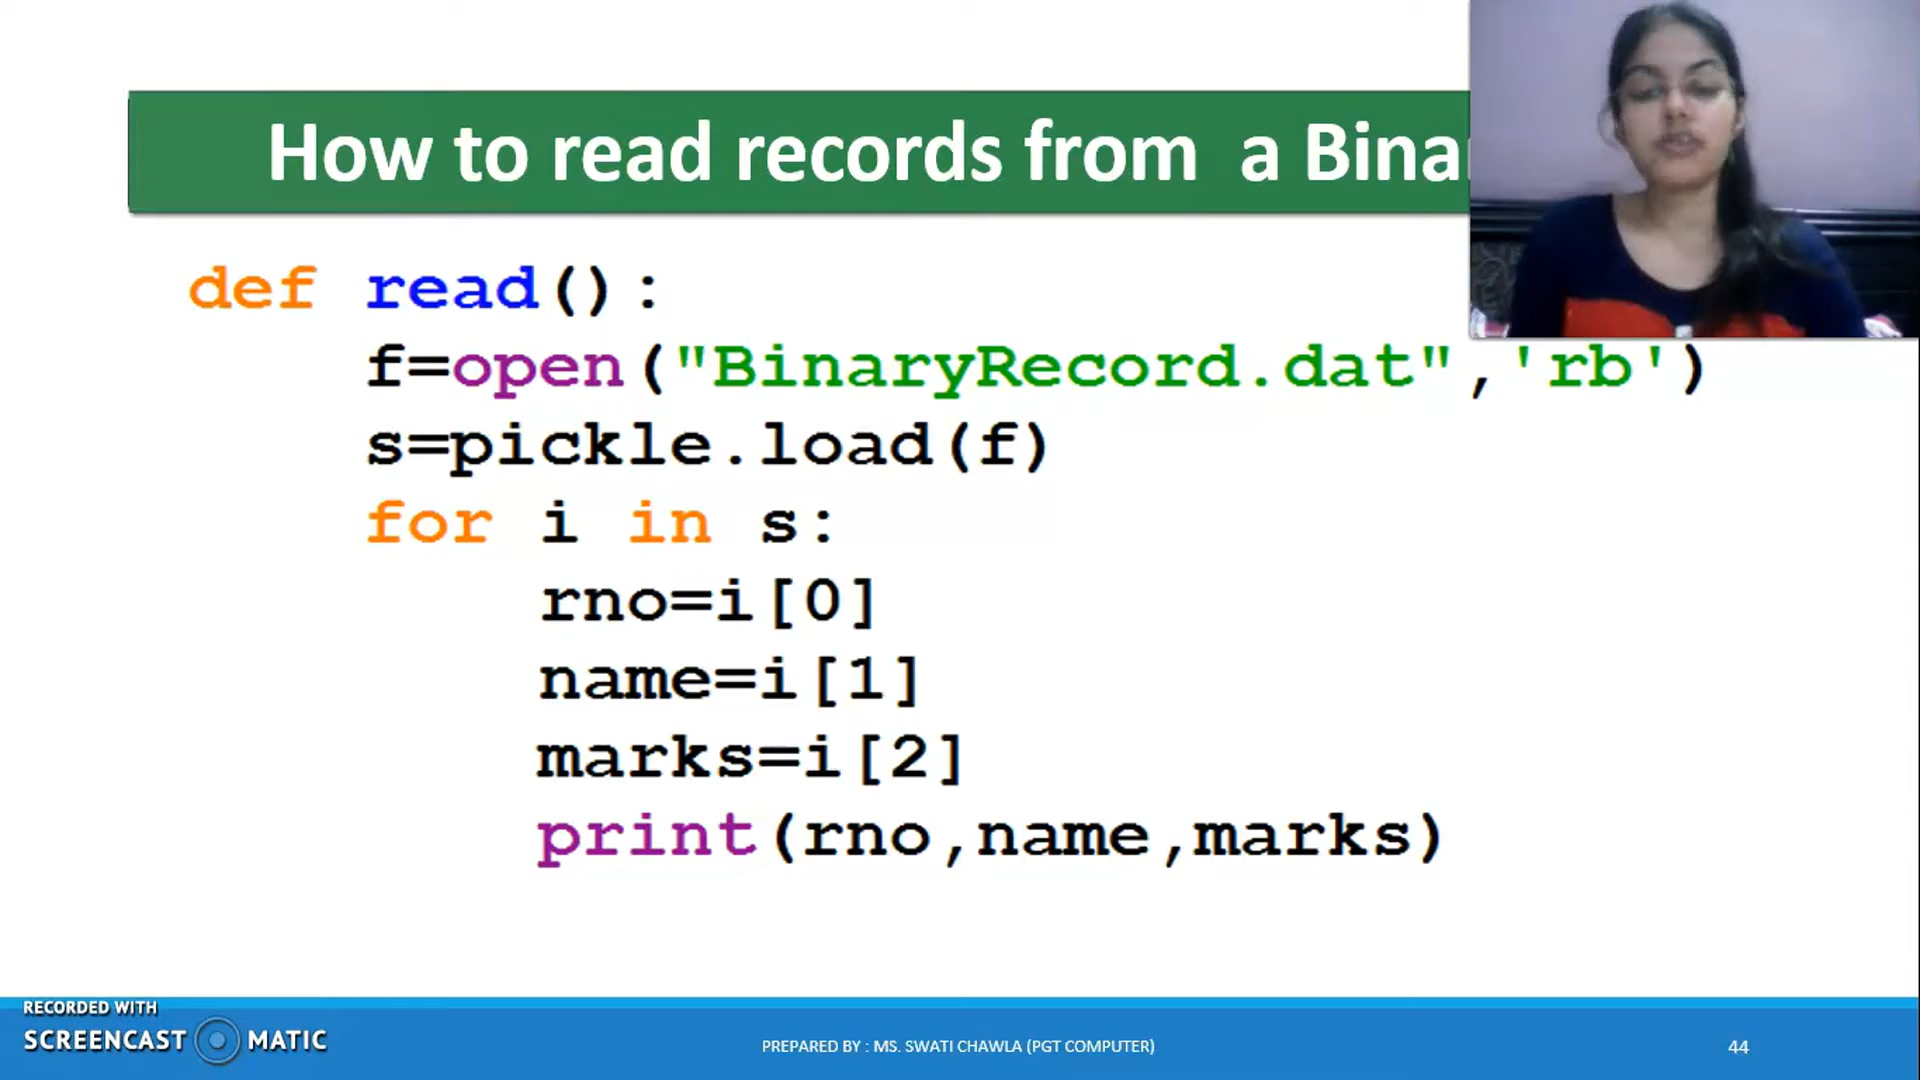 How to read records from a Bina
def read():
f=open("BinaryRecord.dat",'rb')
s=pickle.load(f)
for i in s:
rno=i[0]
name=i[1]
marks=i[2]
print(rno,name,marks)
RECORDED WITH
SCREENCAST MATIC
PREPARED BY : MS. SWATI CHAWLA (PGT COMPUTER)
44